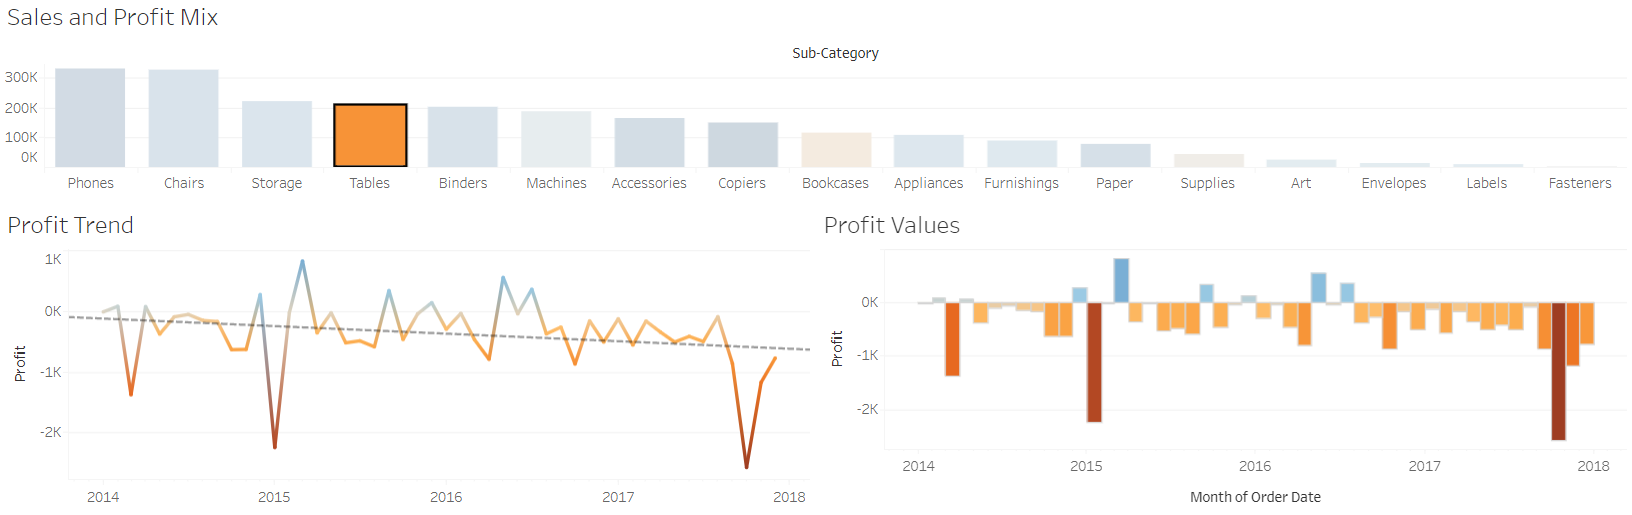 Sales and Profit Mix
Sub-Category
300K
200K
100K
0K
Phones Chairs Storage Tables Binders Machines Accessories Copiers Bookcases Appliances Furnishings Paper Supplies Art Envelopes Labels Fasteners
Profit Trend
1K
0K
-1K
-2K
Profit
2014 2015 2016 2017 2018
Profit Values
0K
-1K
-2K
Profit
2014 2015 2016 2017 2018
Month of Order Date